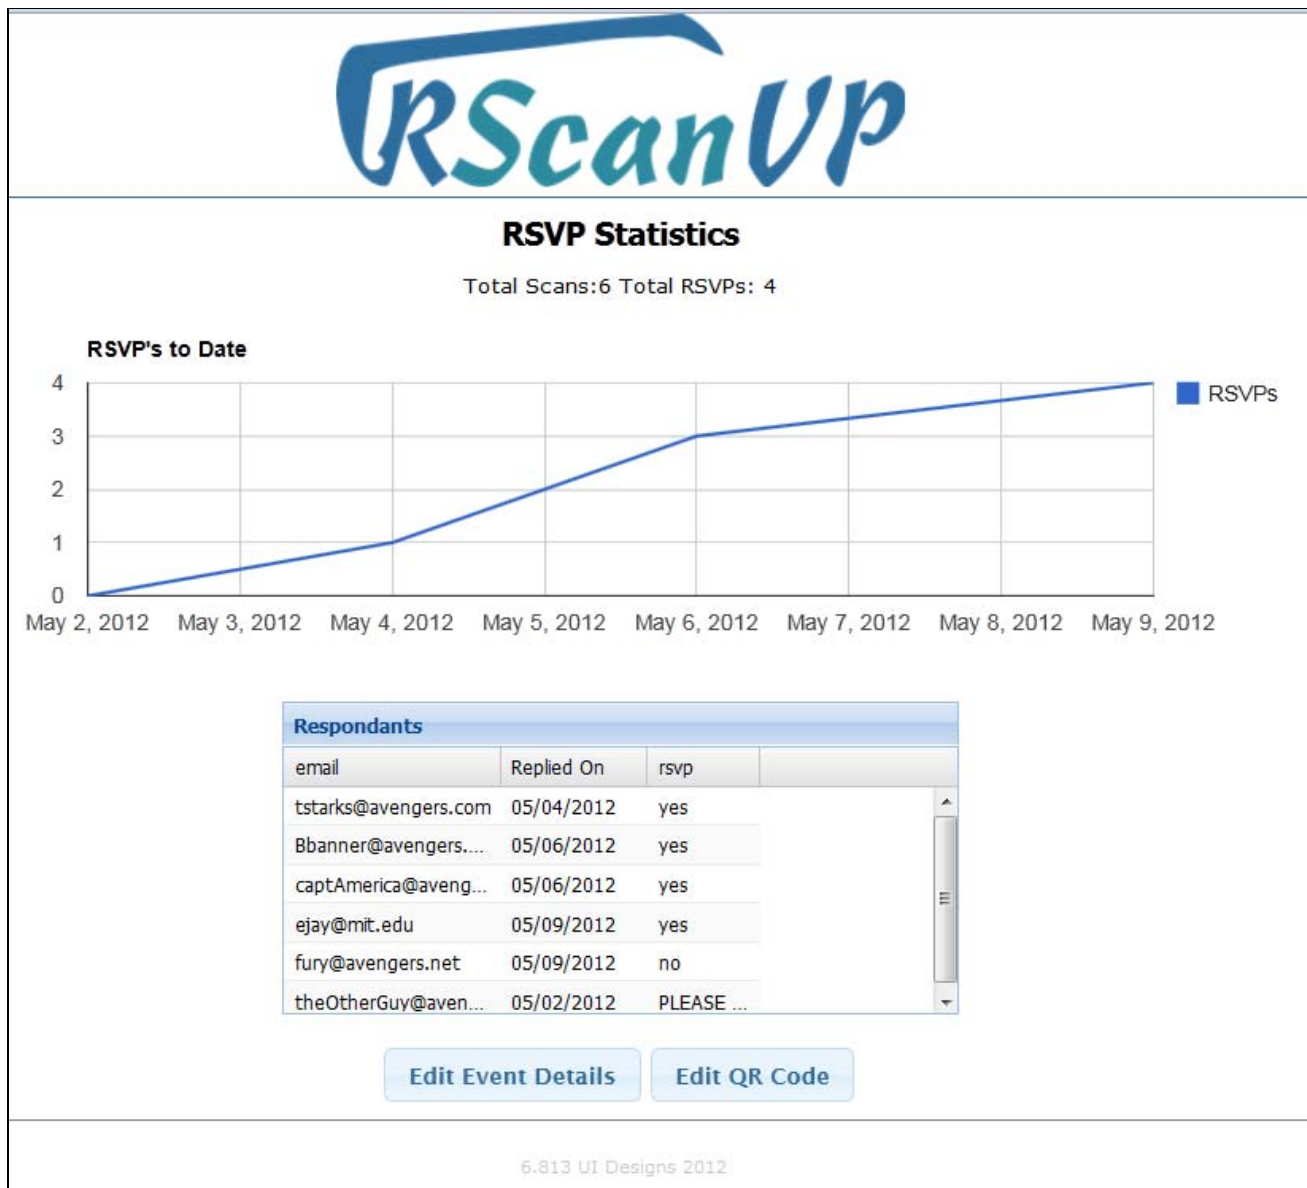 RScanVP
RSVP Statistics
Total Scans:6 Total RSVPs: 4
RSVP's to Date
4
3
2
1
0
RSVPs
May 2, 2012 May 3, 2012 May 4, 2012 May 5, 2012 May 6, 2012 May 7, 2012 May 8, 2012 May 9, 2012
Respondants
email Replied On rsvp
tstarks@avengers.com 05/04/2012 yes
Bbanner@avengers.... 05/06/2012 yes
captAmerica@aveng... 05/06/2012 yes
ejay@mit.edu 05/09/2012 yes
fury@avengers.net 05/09/2012 no
theOtherGuy@aven... 05/02/2012 PLEASE ...
Edit Event Details Edit QR Code
6.813 UI Designs 2012